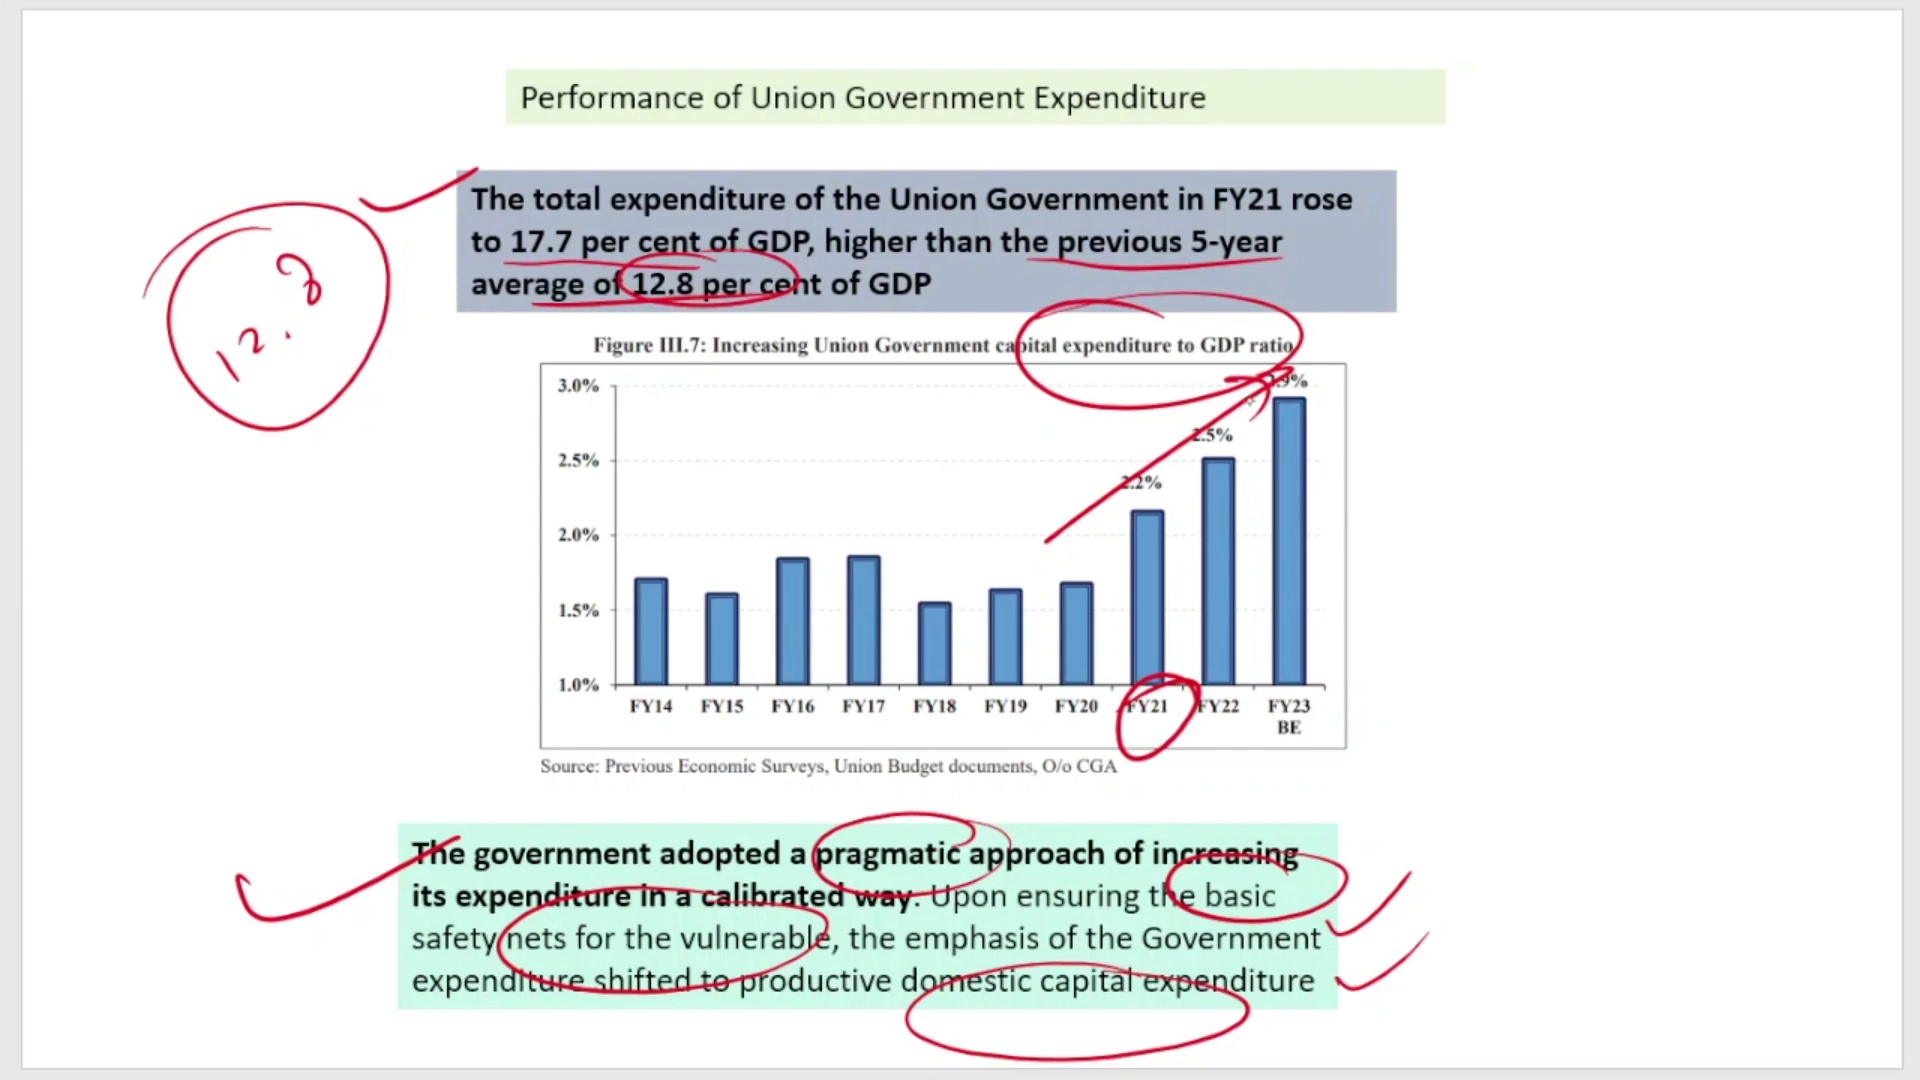 Performance of Union Government Expenditure
The total expenditure of the Union Government in FY21 rose
to 17.7 per cent of GDP, higher than the previous 5-year
average of 12.8 per cent of GDP
12.8
Figure III.7: Increasing Union Government capital expenditure to GDP ratio
3.0%
2.5%
2.0%
1.5%
1.0%
2.2%
2.5%
2.9%
FY14 FY15 FY16 FY17 FY18 FY19 FY20 FY21 FY22 FY23
BE
Source: Previous Economic Surveys, Union Budget documents, O/o CGA
The government adopted a pragmatic approach of increasing
its expenditure in a calibrated way. Upon ensuring the basic
safety nets for the vulnerable, the emphasis of the Government
expenditure shifted to productive domestic capital expenditure